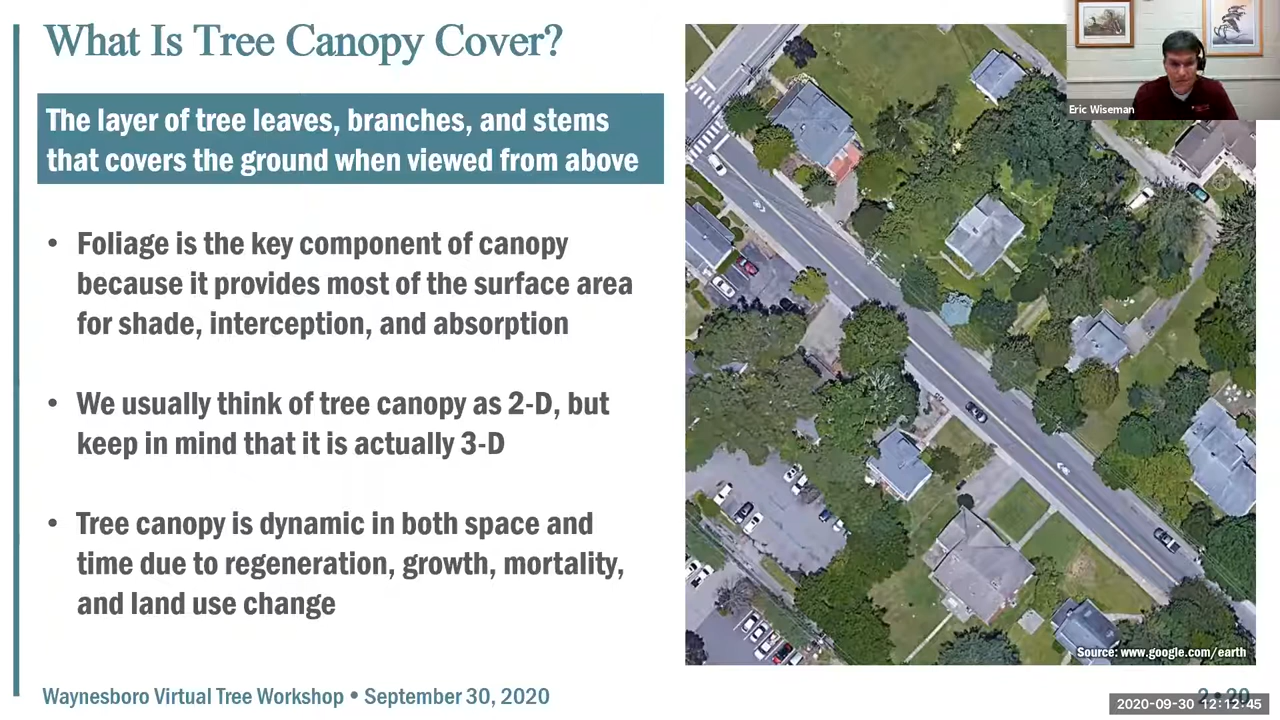 What Is Tree Canopy Cover?
The layer of tree leaves, branches, and stems
that covers the ground when viewed from above
• Foliage is the key component of canopy
because it provides most of the surface area
for shade, interception, and absorption
• We usually think of tree canopy as 2-D, but
keep in mind that it is actually 3-D
• Tree canopy is dynamic in both space and
time due to regeneration, growth, mortality,
and land use change
Eric Wiseman
Source: www.google.com/earth
Waynesboro Virtual Tree Workshop • September 30, 2020
2 • 20
2020-09-30 12:12:45